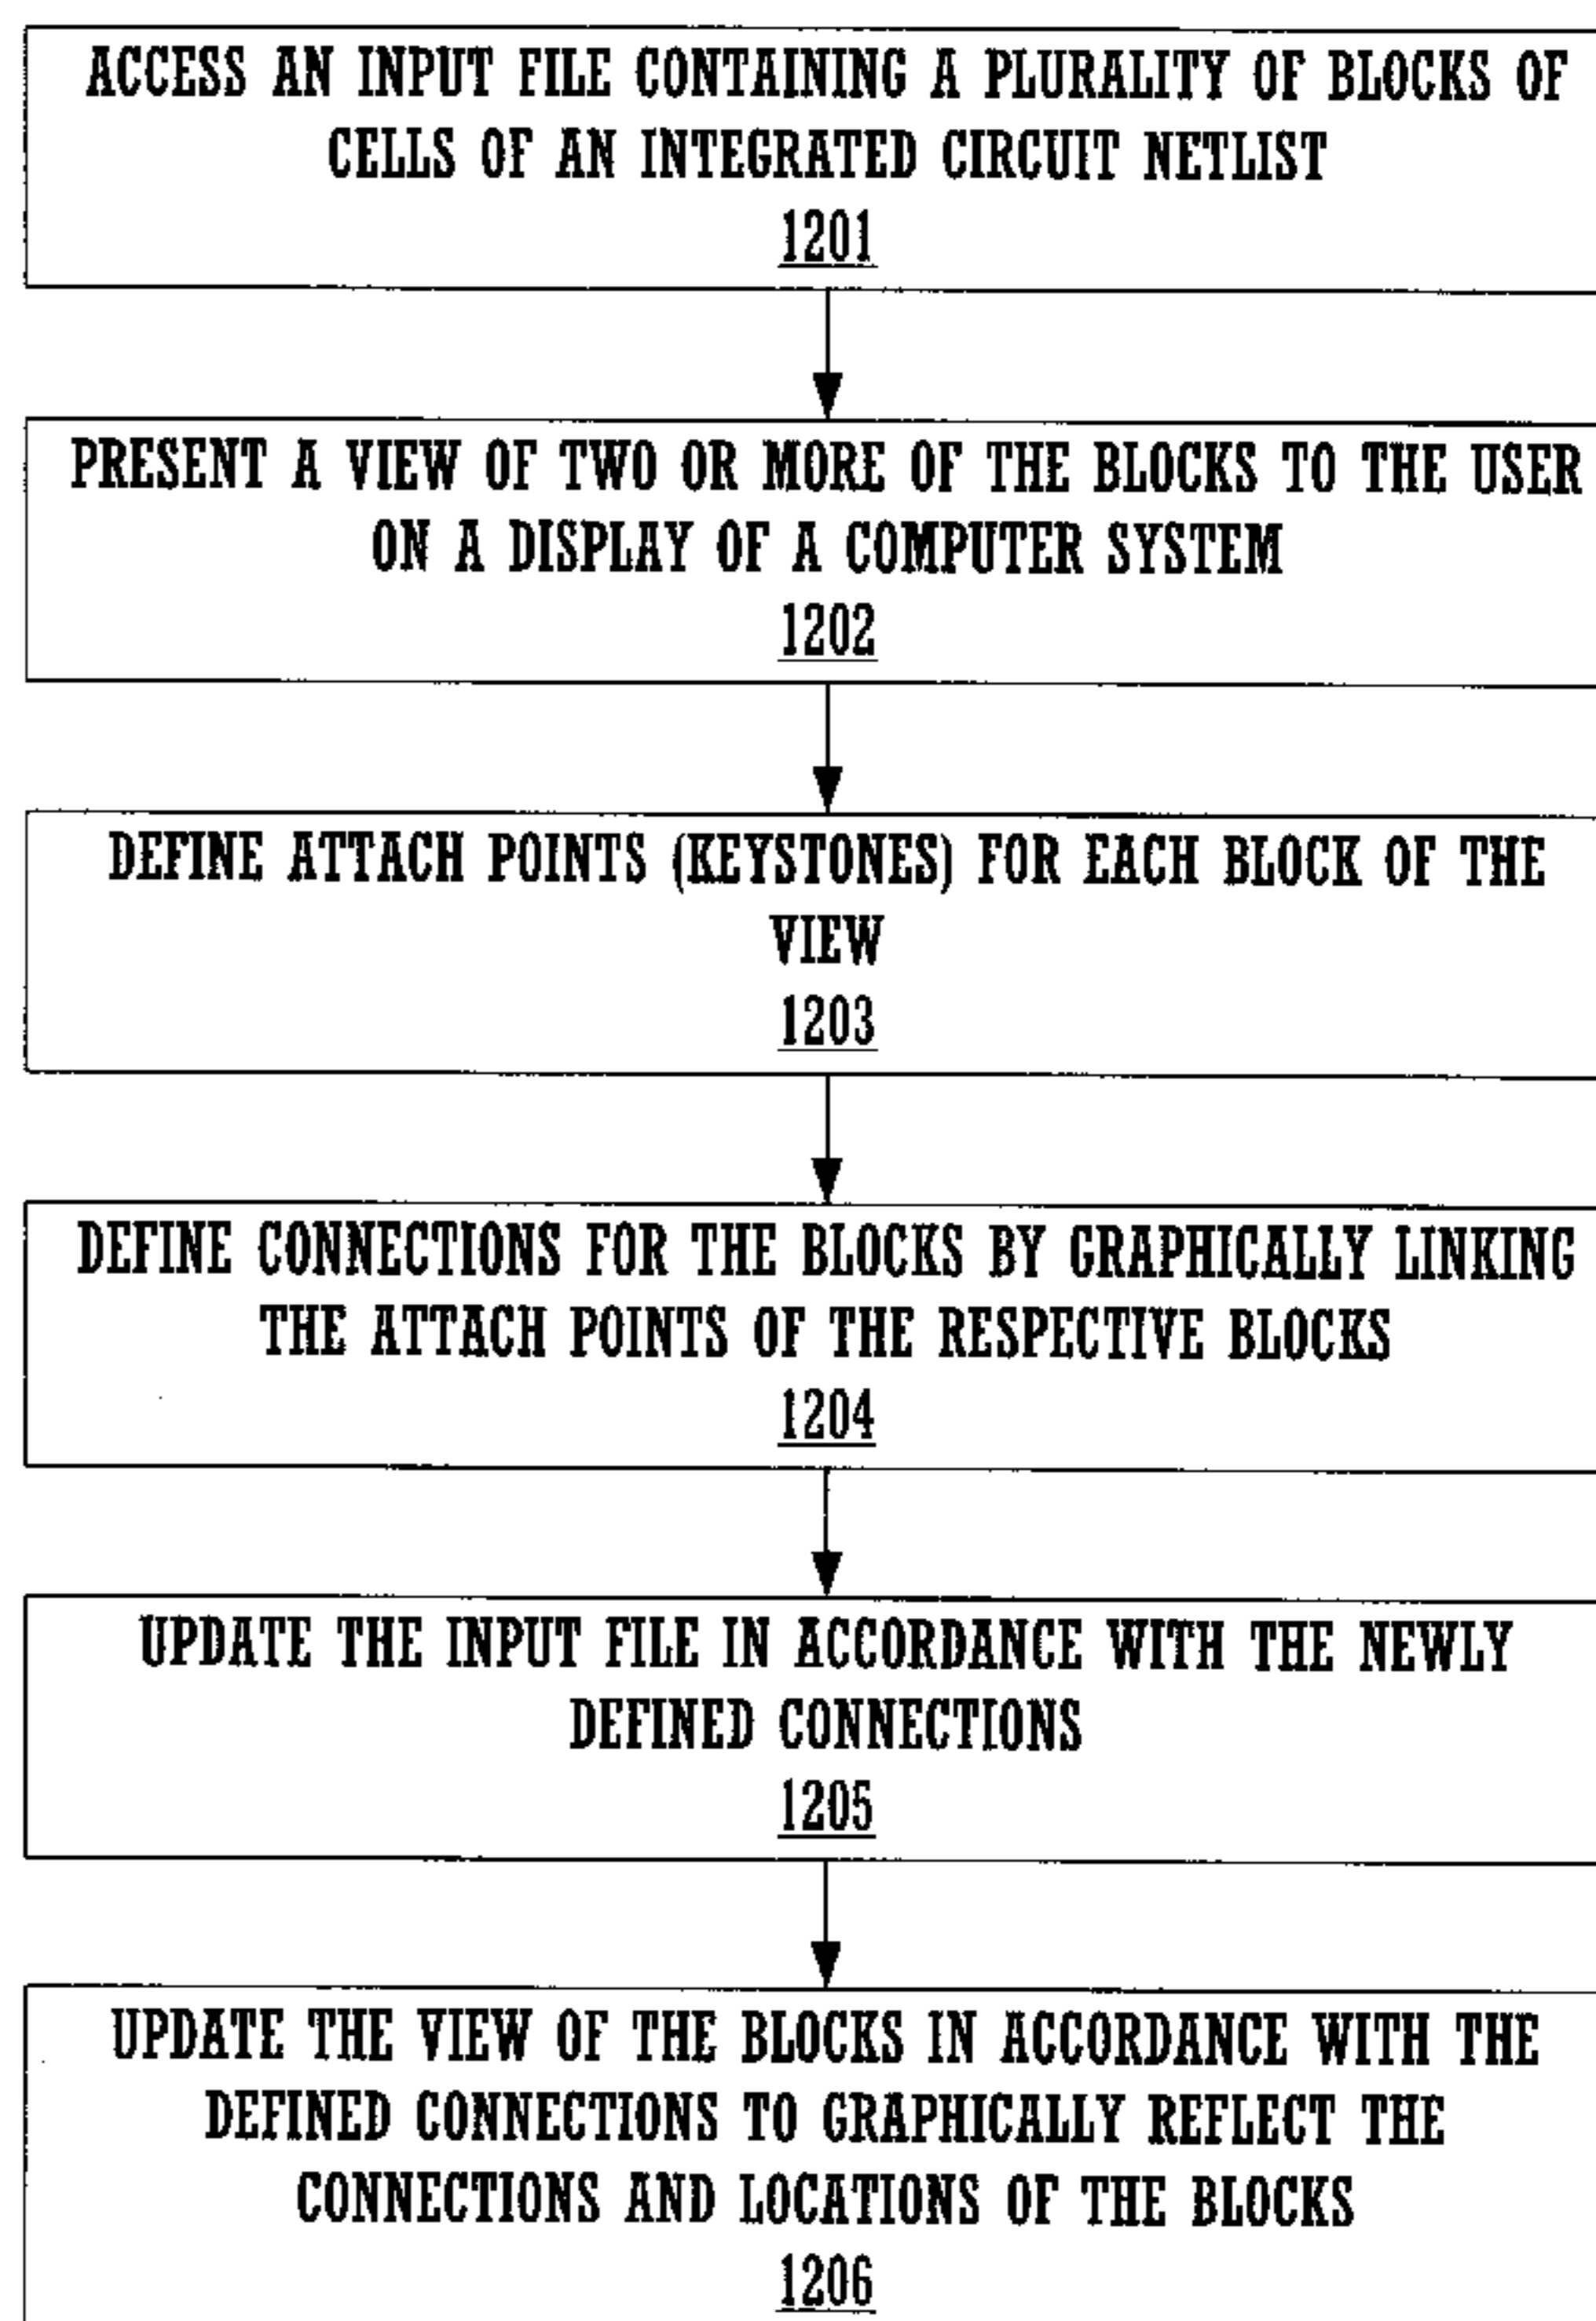 ACCESS AN INPUT FILE CONTAINING A PLURALITY OF BLOCKS OF
CELLS OF AN INTEGRATED CIRCUIT NETLIST
1201
PRESENT A VIEW OF TWO OR MORE OF THE BLOCKS TO THE USER
ON A DISPLAY OF A COMPUTER SYSTEM
1202
DEFINE ATTACH POINTS (KEYSTONES) FOR EACH BLOCK OF THE
VIEW
1203
DEFINE CONNECTIONS FOR THE BLOCKS BY GRAPHICALLY LINKING
THE ATTACH POINTS OF THE RESPECTIVE BLOCKS
1204
UPDATE THE INPUT FILE IN ACCORDANCE WITH THE NEWLY
DEFINED CONNECTIONS
1205
UPDATE THE VIEW OF THE BLOCKS IN ACCORDANCE WITH THE
DEFINED CONNECTIONS TO GRAPHICALLY REFLECT THE
CONNECTIONS AND LOCATIONS OF THE BLOCKS
1206